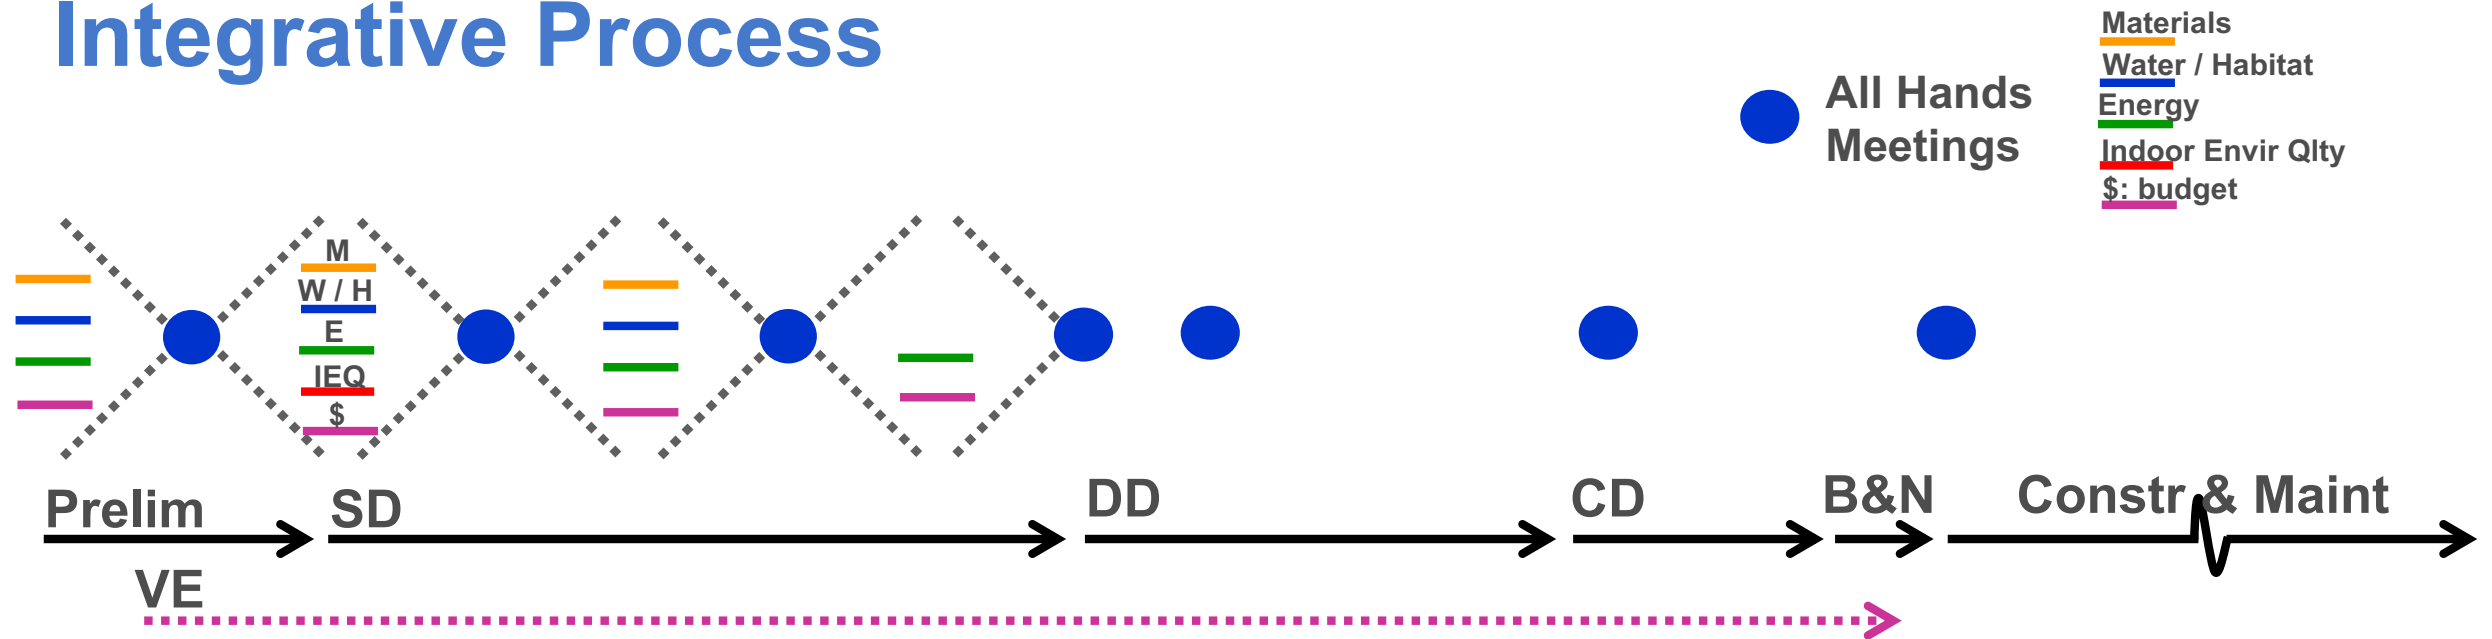 Integrative Process
All Hands
Meetings
Materials
Water / Habitat
Energy
Indoor Envir Qlty
$: budget
M
W / H
E
IEQ
$
Prelim
SD
DD
CD
B&N
Constr & Maint
VE